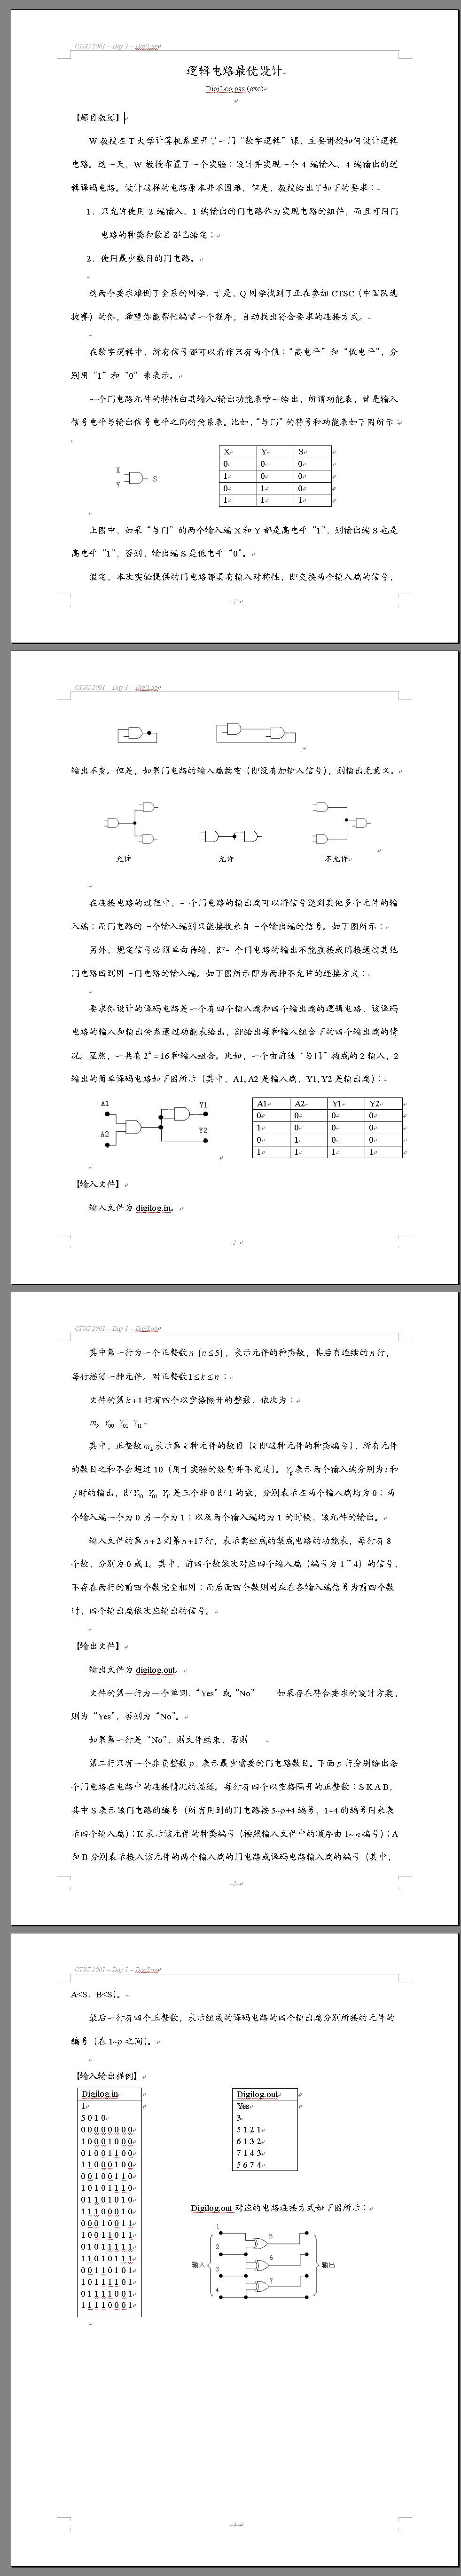 CTSC 2001 – Day 1 – DigiLog
逻辑电路最优设计
DigiLog.pas (exe)
【题目叙述】
W 教授在 T 大学计算机系里开了一门“数字逻辑”课，主要讲授如何设计逻辑
电路。这一天，W 教授布置了一个实验：设计并实现一个 4 端输入、4 端输出的逻
辑译码电路。设计这样的电路原本并不困难，但是，教授给出了如下的要求：
1．只允许使用 2 端输入、1 端输出的门电路作为实现电路的组件，而且可用门
电路的种类和数目都已给定；
2．使用最少数目的门电路。
这两个要求难倒了全系的同学，于是，Q 同学找到了正在参加 CTSC（中国队选
拔赛）的你，希望你能帮忙编写一个程序，自动找出符合要求的连接方式。
在数字逻辑中，所有信号都可以看作只有两个值：“高电平”和“低电平”，分
别用“1”和“0”来表示。
一个门电路元件的特性由其输入/输出功能表唯一给出，所谓功能表，就是输入
信号电平与输出信号电平之间的关系表。比如，“与门”的符号和功能表如下图所示：
X
Y
S
X Y S
0 0 0
1 0 0
0 1 0
1 1 1
上图中，如果“与门”的两个输入端 X 和 Y 都是高电平“1”，则输出端 S 也是
高电平“1”，否则，输出端 S 是低电平“0”。
假定，本次实验提供的门电路都具有输入对称性，即交换两个输入端的信号，
-1-
CTSC 2001 – Day 1 – DigiLog
输出不变。但是，如果门电路的输入端悬空（即没有加输入信号），则输出无意义。
允许 允许 不允许
在连接电路的过程中，一个门电路的输出端可以将信号送到其他多个元件的输
入端；而门电路的一个输入端则只能接收来自一个输出端的信号。如下图所示：
另外，规定信号必须单向传输，即一个门电路的输出不能直接或间接通过其他
门电路回到同一门电路的输入端。如下图所示即为两种不允许的连接方式：
要求你设计的译码电路是一个有四个输入端和四个输出端的逻辑电路，该译码
电路的输入和输出关系通过功能表给出，即给出每种输入组合下的四个输出端的情
况。显然，一共有 2⁴ = 16 种输入组合。比如，一个由前述“与门”构成的 2 输入、2
输出的简单译码电路如下图所示（其中，A1, A2 是输入端，Y1, Y2 是输出端）：
A1
A2
Y1
Y2
A1 A2 Y1 Y2
0 0 0 0
1 0 0 0
0 1 0 0
1 1 1 1
【输入文件】
输入文件为 digilog.in。
-2-
CTSC 2001 – Day 1 – DigiLog
其中第一行为一个正整数 n (n ≤ 5)，表示元件的种类数，其后有连续的 n 行，
每行描述一种元件。对正整数 1 ≤ k ≤ n：
文件的第 k+1 行有四个以空格隔开的整数，依次为：
mₖ Y₀₀ Y₀₁ Y₁₁
其中，正整数 mₖ 表示第 k 种元件的数目（k 即这种元件的种类编号），所有元件
的数目之和不会超过 10（用于实验的经费并不充足）。Yᵢⱼ 表示两个输入端分别为 i 和
j 时的输出，即 Y₀₀ Y₀₁ Y₁₁ 是三个非 0 即 1 的数，分别表示在两个输入端均为 0；两
个输入端一个为 0 另一个为 1；以及两个输入端均为 1 的时候，该元件的输出。
输入文件的第 n+2 到第 n+17 行，表示需组成的集成电路的功能表，每行有 8
个数，分别为 0 或 1。其中，前四个数依次对应四个输入端（编号为 1 ~ 4）的信号，
不存在两行的前四个数完全相同；而后面四个数则对应在各输入端信号为前四个数
时，四个输出端依次应输出的信号。
【输出文件】
输出文件为 digilog.out。
文件的第一行为一个单词，“Yes”或“No” 如果存在符合要求的设计方案，
则为“Yes”，否则为“No”。
如果第一行是“No”，则文件结束，否则
第二行只有一个非负整数 p，表示最少需要的门电路数目。下面 p 行分别给出每
个门电路在电路中的连接情况的描述。每行有四个以空格隔开的正整数：S K A B，
其中 S 表示该门电路的编号（所有用到的门电路按 5~p+4 编号，1~4 的编号用来表
示四个输入端）；K 表示该元件的种类编号（按照输入文件中的顺序由 1~ n 编号）；A
和 B 分别表示接入该元件的两个输入端的门电路或译码电路输入端的编号（其中，
-3-
CTSC 2001 – Day 1 – DigiLog
A<S，B<S）。
最后一行有四个正整数，表示组成的译码电路的四个输出端分别所接的元件的
编号（在 1~p 之间）。
【输入输出样例】
Digilog.in
1
5 0 1 0
0 0 0 0 0 0 0 0
1 0 0 0 1 0 0 0
0 1 0 0 1 1 0 0
1 1 0 0 0 1 0 0
0 0 1 0 0 1 1 0
1 0 1 0 1 1 1 0
0 1 1 0 1 0 1 0
1 1 1 0 0 0 1 0
0 0 0 1 0 0 1 1
1 0 0 1 1 0 1 1
0 1 0 1 1 1 1 1
1 1 0 1 0 1 1 1
0 0 1 1 0 1 0 1
1 0 1 1 1 1 0 1
0 1 1 1 1 0 0 1
1 1 1 1 0 0 0 1
Digilog.out
Yes
3
5 1 2 1
6 1 3 2
7 1 4 3
5 6 7 4
Digilog.out 对应的电路连接方式如下图所示：
输入
1
2
3
4
5
6
7
输出
-4-